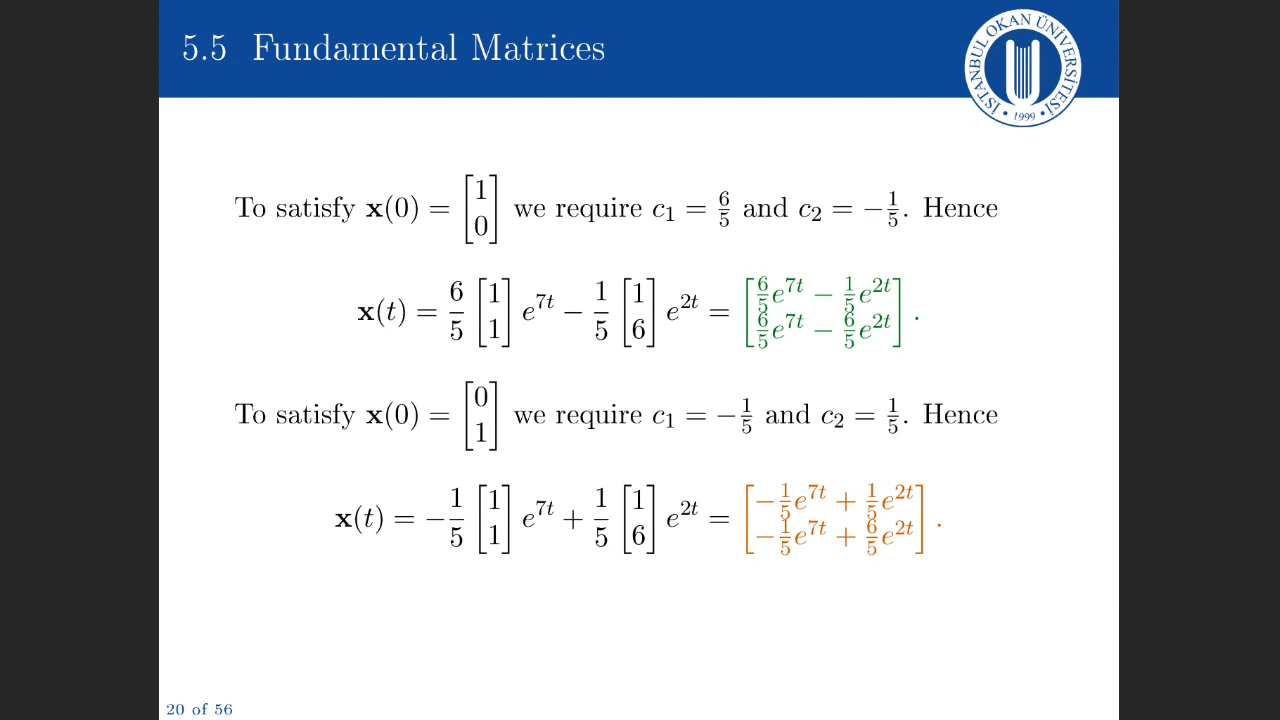 5.5 Fundamental Matrices
İSTANBUL OKAN ÜNİVERSİTESİ
• 1999 •
To satisfy x(0) = [1; 0] we require c₁ = 6/5 and c₂ = −1/5. Hence
x(t) = 6/5 [1; 1] e^{7t} − 1/5 [1; 6] e^{2t} = [6/5 e^{7t} − 1/5 e^{2t}; 6/5 e^{7t} − 6/5 e^{2t}].
To satisfy x(0) = [0; 1] we require c₁ = −1/5 and c₂ = 1/5. Hence
x(t) = −1/5 [1; 1] e^{7t} + 1/5 [1; 6] e^{2t} = [−1/5 e^{7t} + 1/5 e^{2t}; −1/5 e^{7t} + 6/5 e^{2t}].
20 of 56